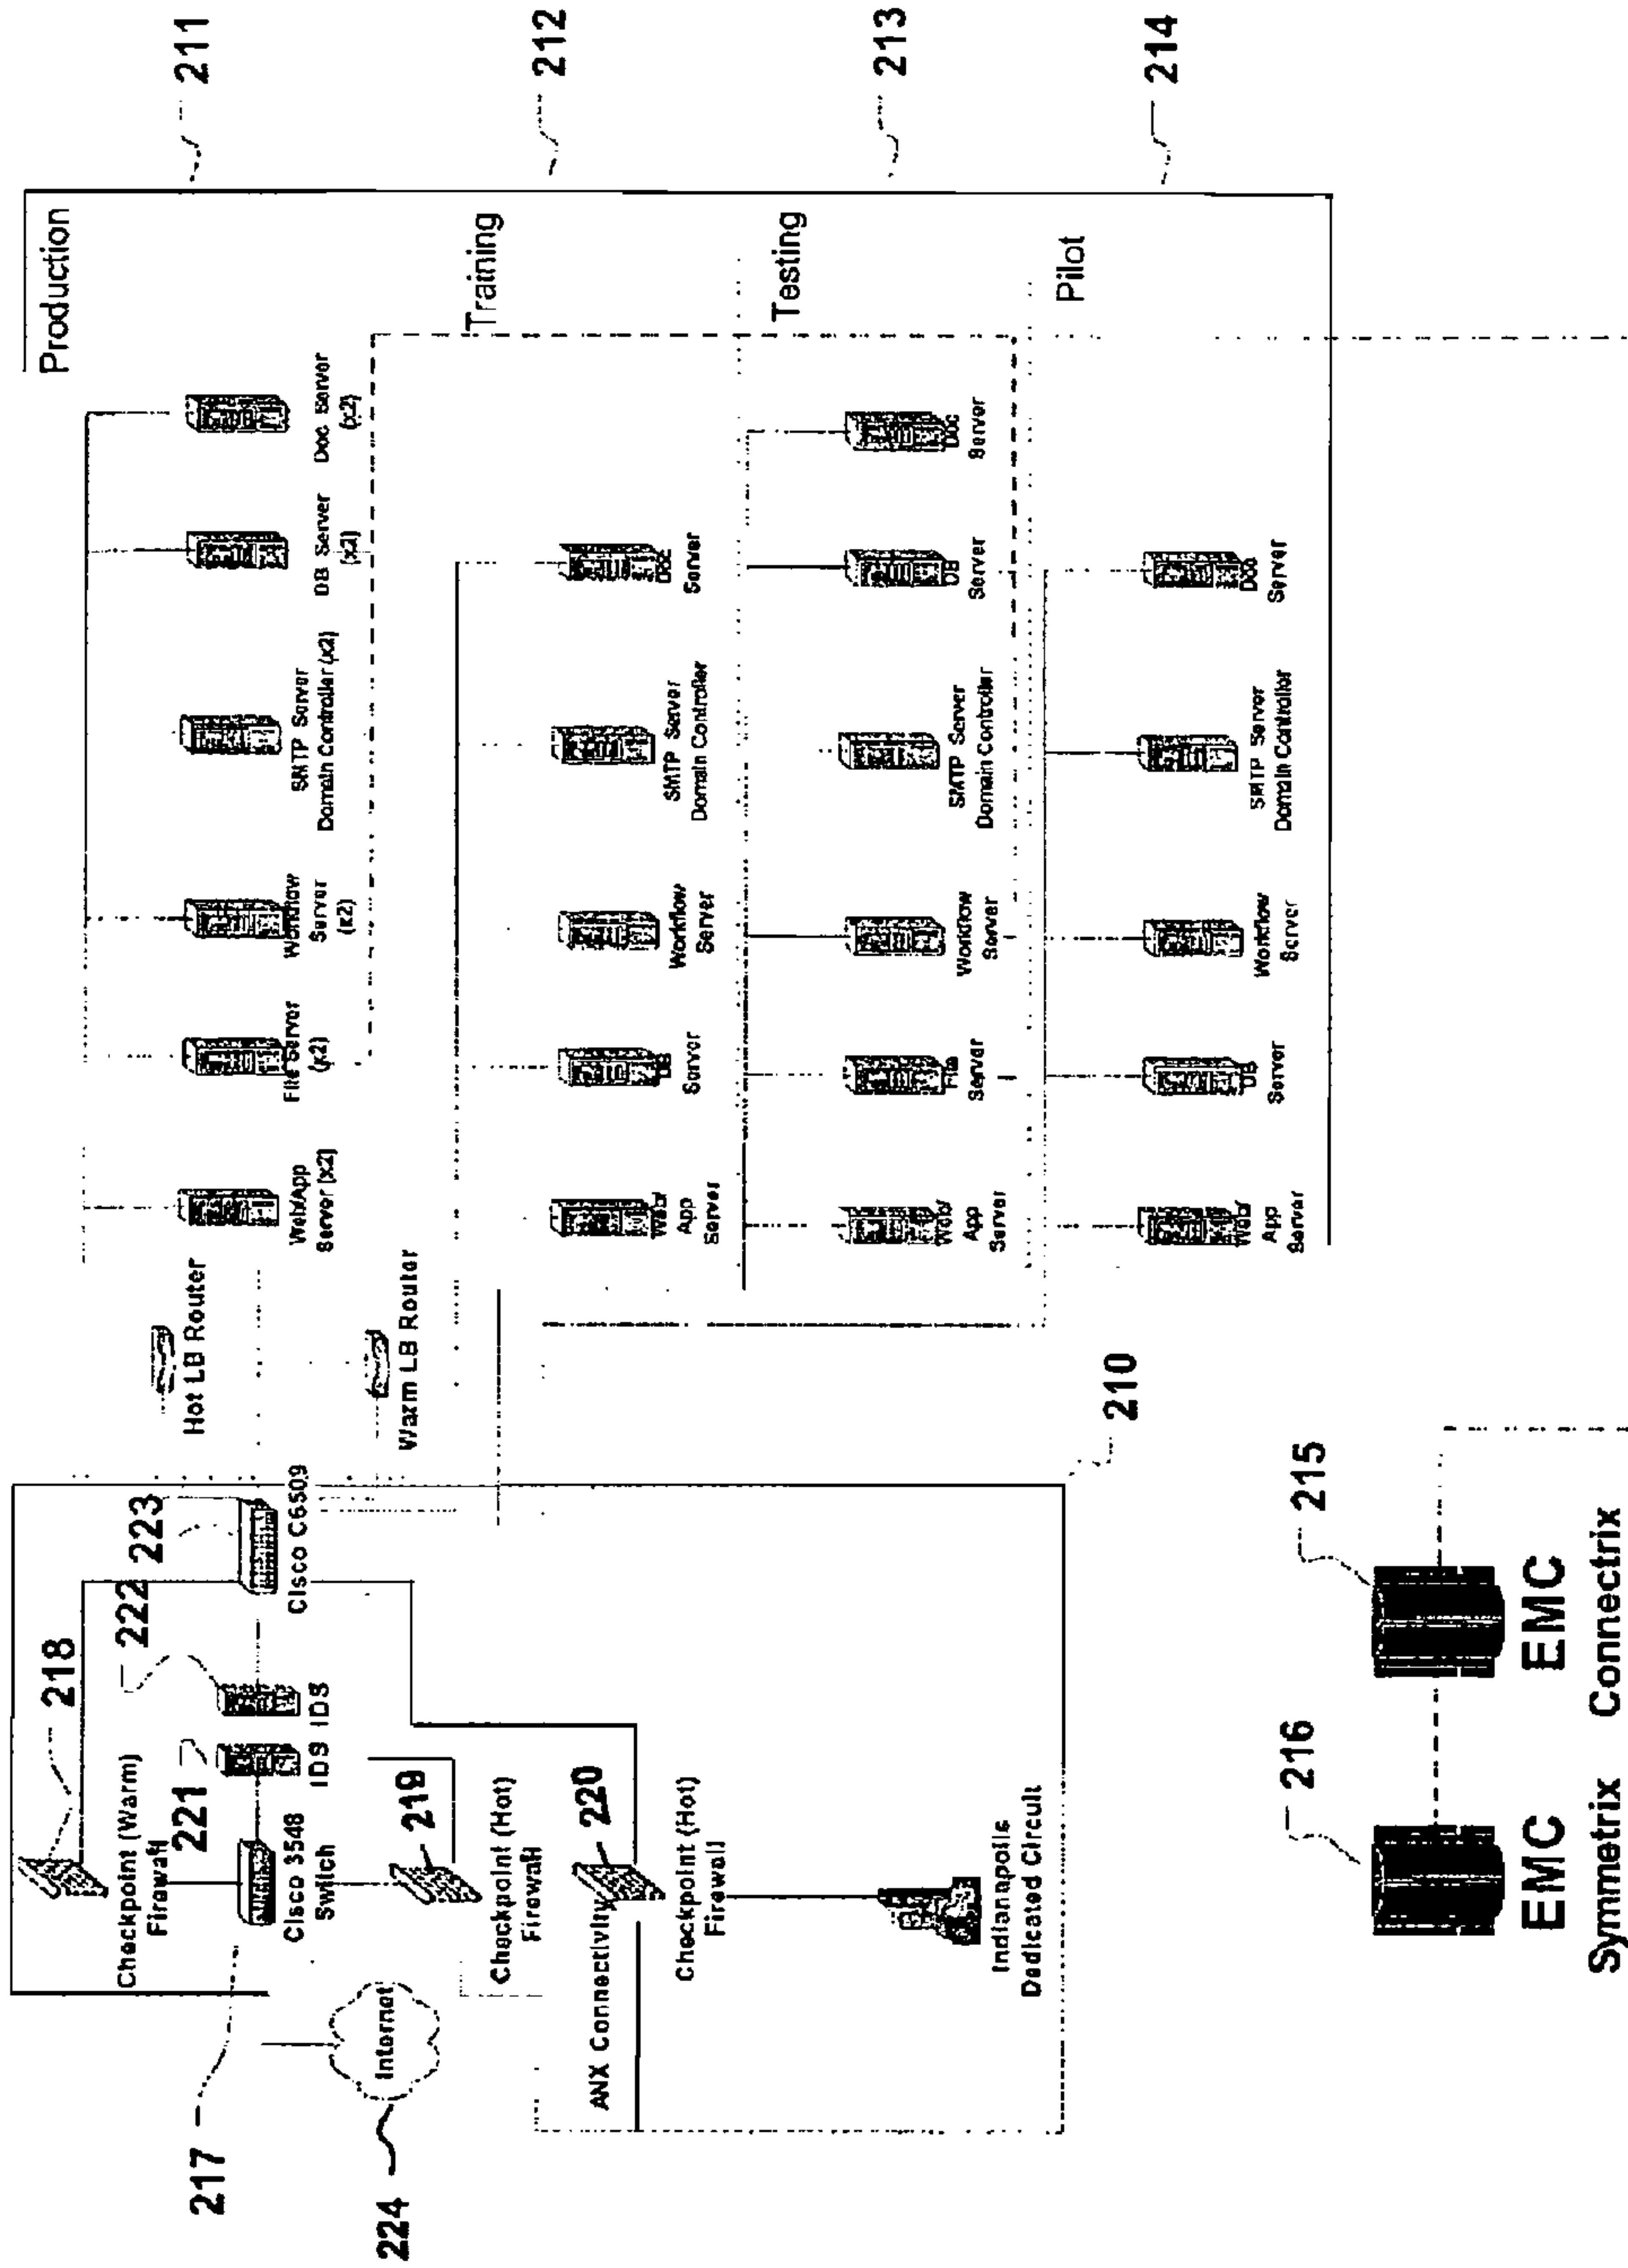 Production
211
Doc Server
(x2)
DB Server
(x2)
SMTP Server
Domain Controller (x2)
Workflow
Server
(x2)
File Server
(x2)
Web/App
Server (x2)
Hot LB Router
Warm LB Router
Training
212
Doc
Server
SMTP Server
Domain Controller
Workflow
Server
DB
Server
Web/
App
Server
Testing
213
Doc
Server
DB
Server
SMTP Server
Domain Controller
Workflow
Server
File
Server
Web/
App
Server
Pilot
214
Doc
Server
SMTP Server
Domain Controller
Workflow
Server
DB
Server
Web/
App
Server
210
223
Cisco C6509
222
IDS
221
IDS
218
Checkpoint (Warm)
Firewall
Cisco 3548
Switch
217
219
Checkpoint (Hot)
Firewall
Internet
224
ANX Connectivity
220
Checkpoint (Hot)
Firewall
Indianapolis
Dedicated Circuit
215
EMC
Connectrix
216
EMC
Symmetrix